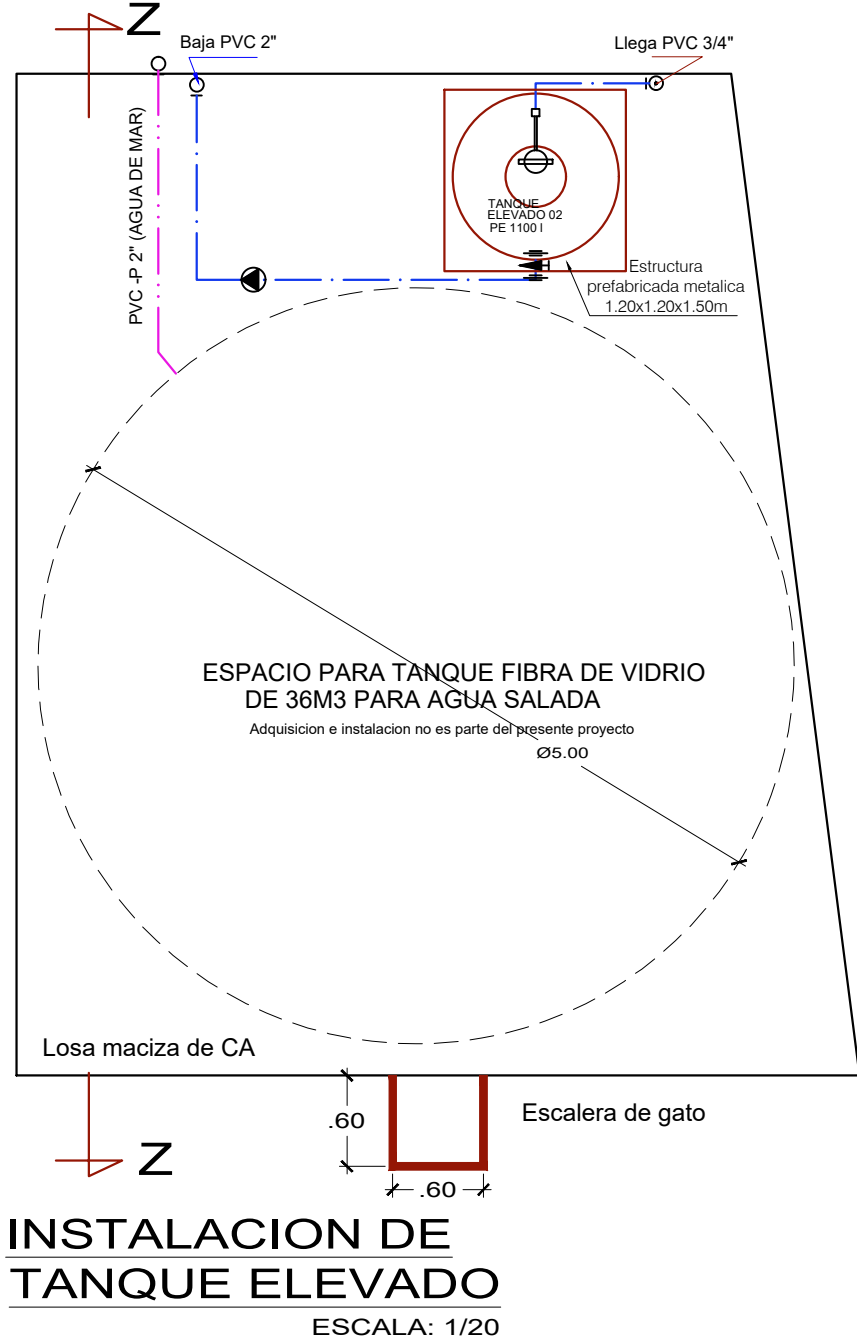 Z
Baja PVC 2"
Llega PVC 3/4"
PVC -P 2" (AGUA DE MAR)
TANQUE
ELEVADO 02
PE 1100 l
Estructura
prefabricada metalica
1.20x1.20x1.50m
ESPACIO PARA TANQUE FIBRA DE VIDRIO
DE 36M3 PARA AGUA SALADA
Adquisicion e instalacion no es parte del presente proyecto
Ø5.00
Losa maciza de CA
.60
Escalera de gato
Z
.60
INSTALACION DE
TANQUE ELEVADO
ESCALA: 1/20